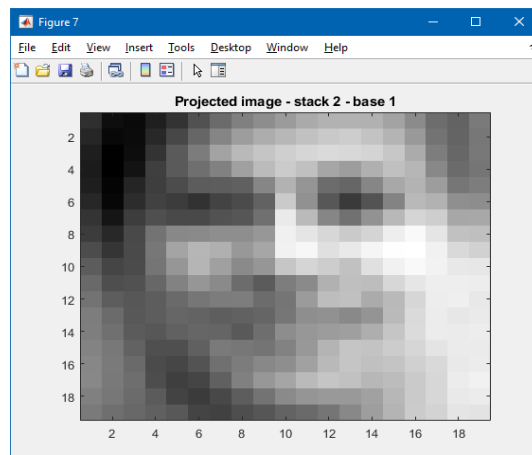 Figure 7
File Edit View Insert Tools Desktop Window Help
Projected image - stack 2 - base 1
2
4
6
8
10
12
14
16
18
2 4 6 8 10 12 14 16 18